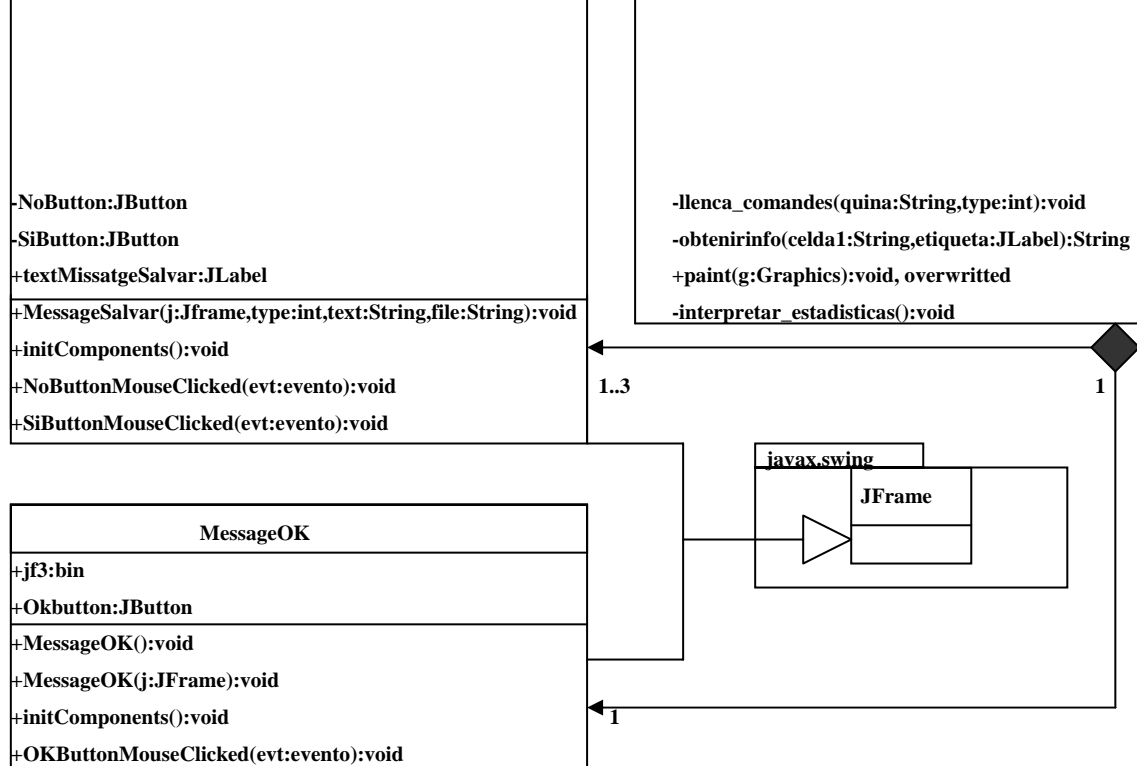 -NoButton:JButton
-SiButton:JButton
+textMissatgeSalvar:JLabel
+MessageSalvar(j:Jframe,type:int,text:String,file:String):void
+initComponents():void
+NoButtonMouseClicked(evt:evento):void
+SiButtonMouseClicked(evt:evento):void
-llenca_comandes(quina:String,type:int):void
-obtenirinfo(celda1:String,etiqueta:JLabel):String
+paint(g:Graphics):void, overwritted
-interpretar_estadisticas():void
1..3
1
javax.swing
JFrame
MessageOK
+jf3:bin
+Okbutton:JButton
+MessageOK():void
+MessageOK(j:JFrame):void
+initComponents():void
+OKButtonMouseClicked(evt:evento):void
1